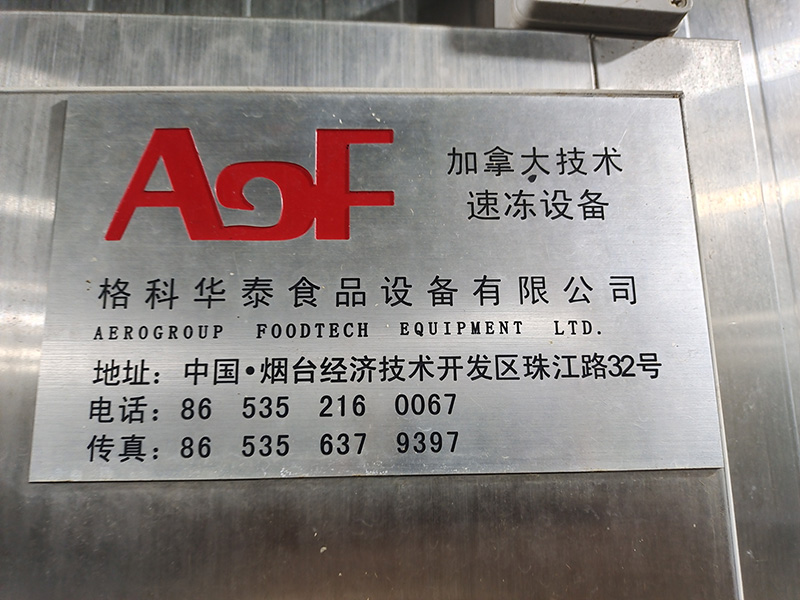 AGF
加拿大技术
速冻设备
格科华泰食品设备有限公司
AEROGROUP FOODTECH EQUIPMENT LTD.
地址：中国·烟台经济技术开发区珠江路32号
电话：86 535 216 0067
传真：86 535 637 9397